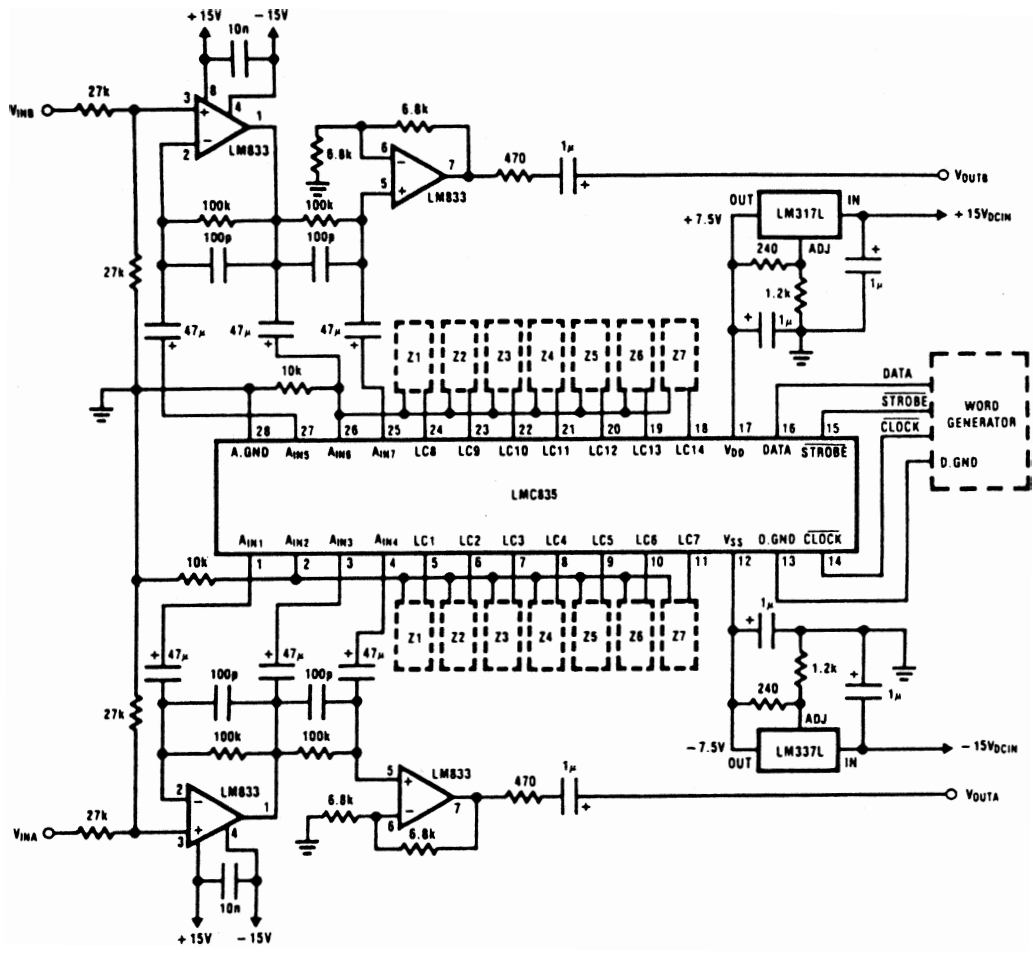 +15V
-15V
10n
27k
VINB
3
8
4
1
+
−
2
LM833
6.8k
6.8k
6
−
5
+
7
LM833
470
1μ
+
VOUTB
100k
100k
100p
100p
27k
47μ
+
47μ
+
47μ
+
OUT
LM317L
IN
+7.5V
+15VDCIN
ADJ
240
1.2k
+
1μ
+
1μ
Z1
Z2
Z3
Z4
Z5
Z6
Z7
10k
DATA
STROBE
CLOCK
D.GND
WORD
GENERATOR
28
27
26
25
24
23
22
21
20
19
18
17
16
15
A.GND
AIN5
AIN6
AIN7
LC8
LC9
LC10
LC11
LC12
LC13
LC14
VDD
DATA
STROBE
LMC835
AIN1
AIN2
AIN3
AIN4
LC1
LC2
LC3
LC4
LC5
LC6
LC7
VSS
D.GND
CLOCK
1
2
3
4
5
6
7
8
9
10
11
12
13
14
10k
Z1
Z2
Z3
Z4
Z5
Z6
Z7
+
47μ
+
47μ
+
47μ
100p
100p
100k
100k
27k
+
1μ
1.2k
240
+
1μ
ADJ
-7.5V
OUT
LM337L
IN
-15VDCIN
2
−
+
3
4
1
LM833
27k
VINA
6.8k
5
+
−
6
7
LM833
6.8k
470
1μ
+
VOUTA
10n
+15V
-15V